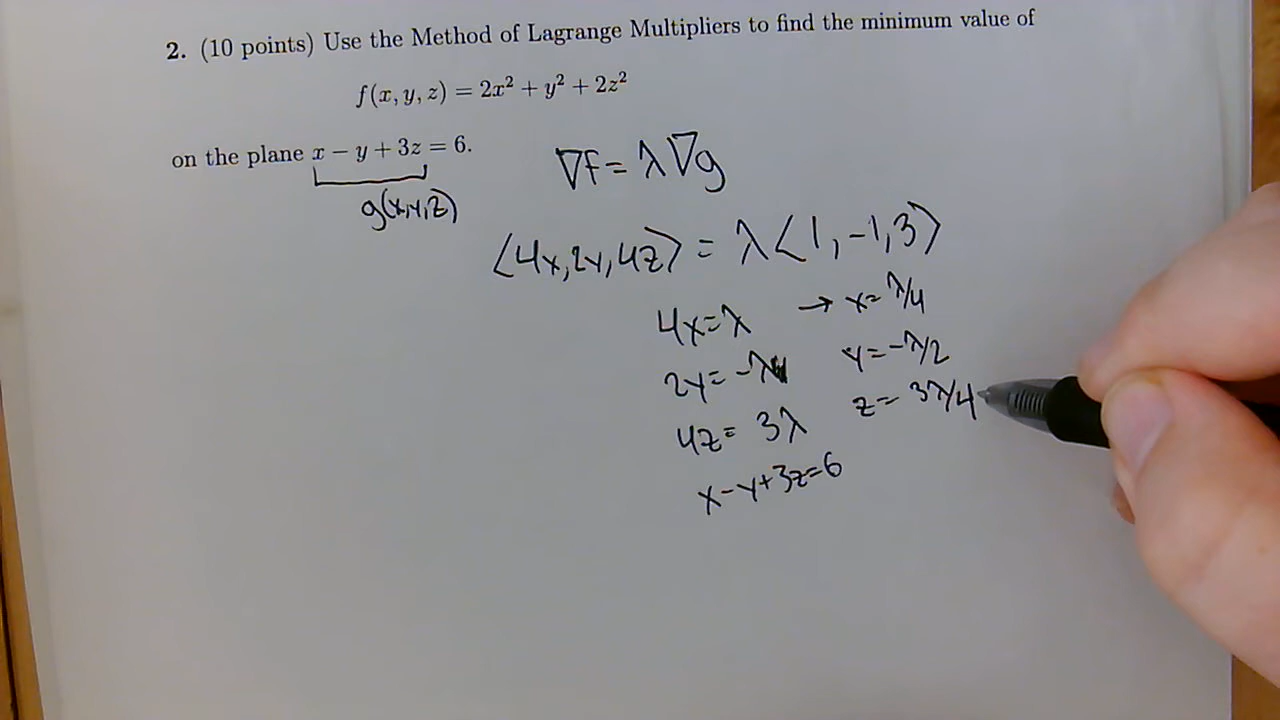 2. (10 points) Use the Method of Lagrange Multipliers to find the minimum value of
f(x, y, z) = 2x² + y² + 2z²
on the plane x − y + 3z = 6.
g(x,y,z)
∇f = λ∇g
⟨4x, 2y, 4z⟩ = λ⟨1, -1, 3⟩
4x = λ → x = λ/4
2y = -λ y = -λ/2
4z = 3λ z = 3λ/4
x - y + 3z = 6